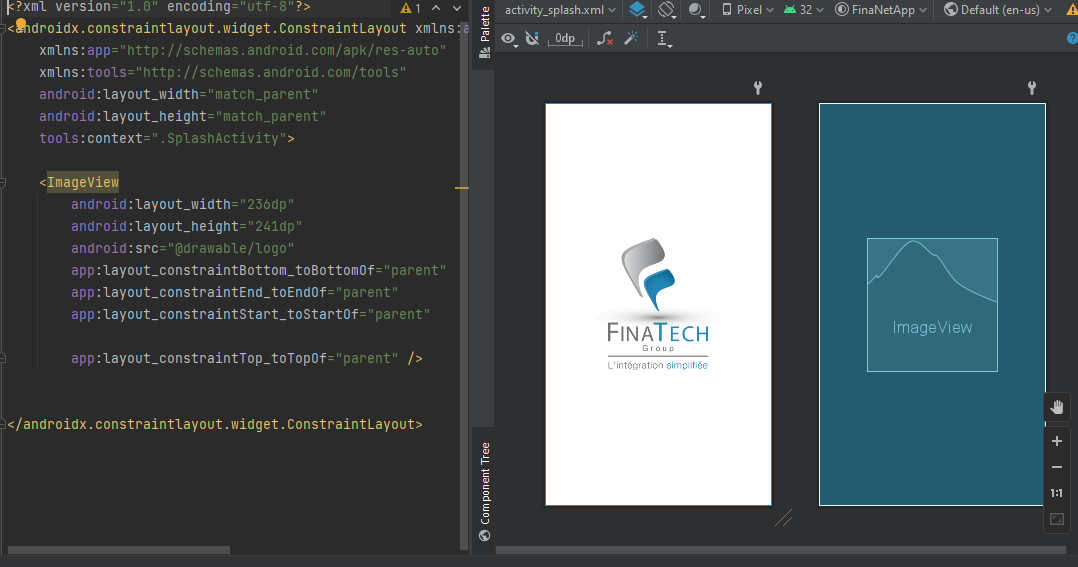 <?xml version="1.0" encoding="utf-8"?>
1
<androidx.constraintlayout.widget.ConstraintLayout xmlns:a
xmlns:app="http://schemas.android.com/apk/res-auto"
xmlns:tools="http://schemas.android.com/tools"
android:layout_width="match_parent"
android:layout_height="match_parent"
tools:context=".SplashActivity">
<ImageView
android:layout_width="236dp"
android:layout_height="241dp"
android:src="@drawable/logo"
app:layout_constraintBottom_toBottomOf="parent"
app:layout_constraintEnd_toEndOf="parent"
app:layout_constraintStart_toStartOf="parent"
app:layout_constraintTop_toTopOf="parent" />
</androidx.constraintlayout.widget.ConstraintLayout>
Palette
Component Tree
activity_splash.xml
Pixel
32
FinaNetApp
Default (en-us)
0dp
FINATECH
Group
L'intégration simplifiée
ImageView
1:1